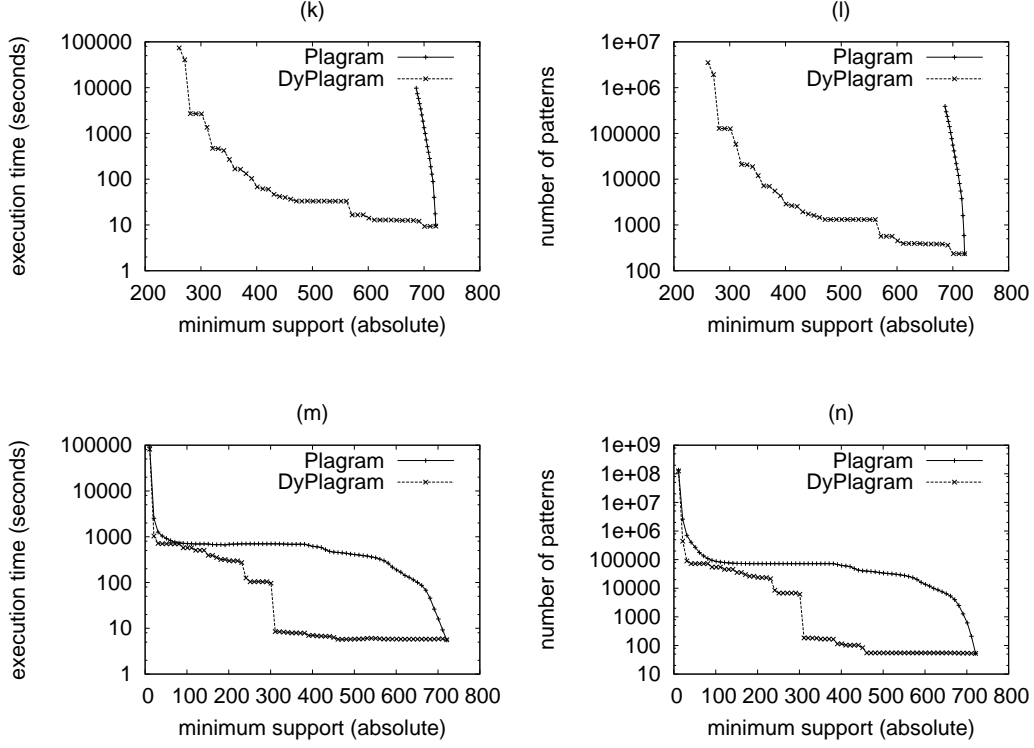 (k)
execution time (seconds)
100000
10000
1000
100
10
1
Plagram
DyPlagram
200 300 400 500 600 700 800
minimum support (absolute)
(l)
number of patterns
1e+07
1e+06
100000
10000
1000
100
Plagram
DyPlagram
200 300 400 500 600 700 800
minimum support (absolute)
(m)
execution time (seconds)
100000
10000
1000
100
10
1
Plagram
DyPlagram
0 100 200 300 400 500 600 700 800
minimum support (absolute)
(n)
number of patterns
1e+09
1e+08
1e+07
1e+06
100000
10000
1000
100
10
Plagram
DyPlagram
0 100 200 300 400 500 600 700 800
minimum support (absolute)